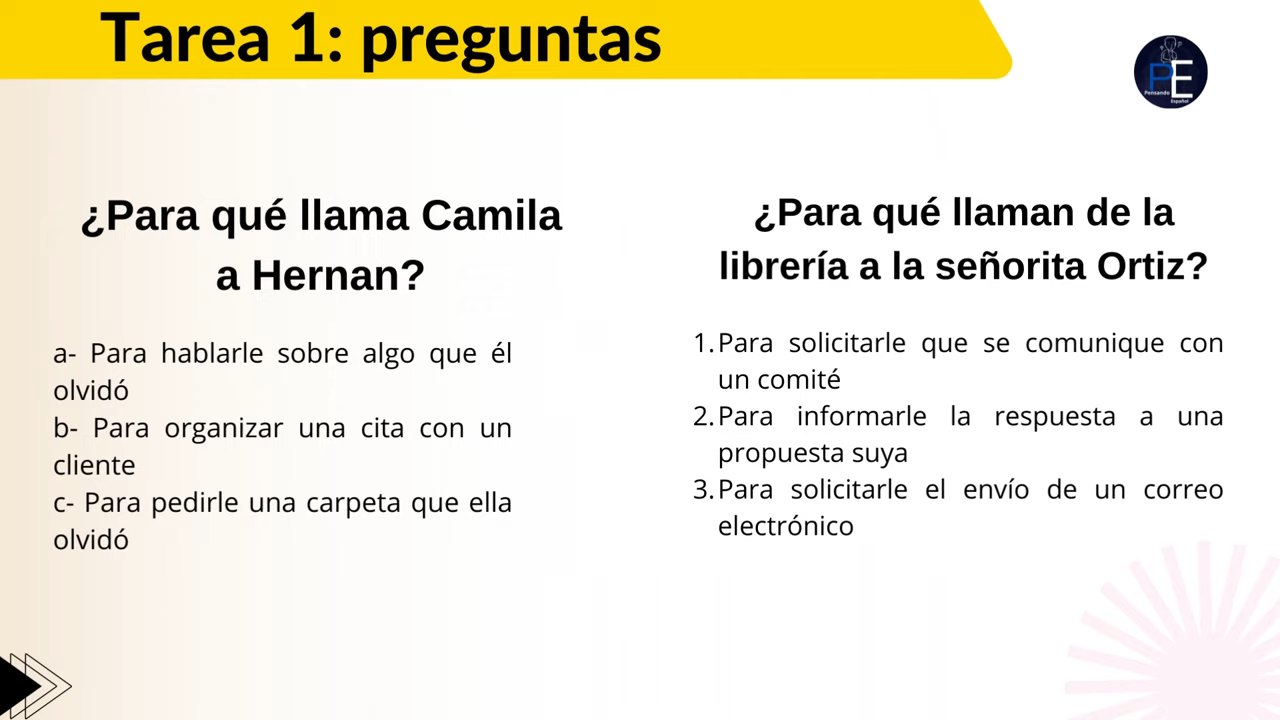 Tarea 1: preguntas
PE
Pensando
Español
¿Para qué llama Camila
a Hernan?
a- Para hablarle sobre algo que él
olvidó
b- Para organizar una cita con un
cliente
c- Para pedirle una carpeta que ella
olvidó
¿Para qué llaman de la
librería a la señorita Ortiz?
1. Para solicitarle que se comunique con
un comité
2. Para informarle la respuesta a una
propuesta suya
3. Para solicitarle el envío de un correo
electrónico